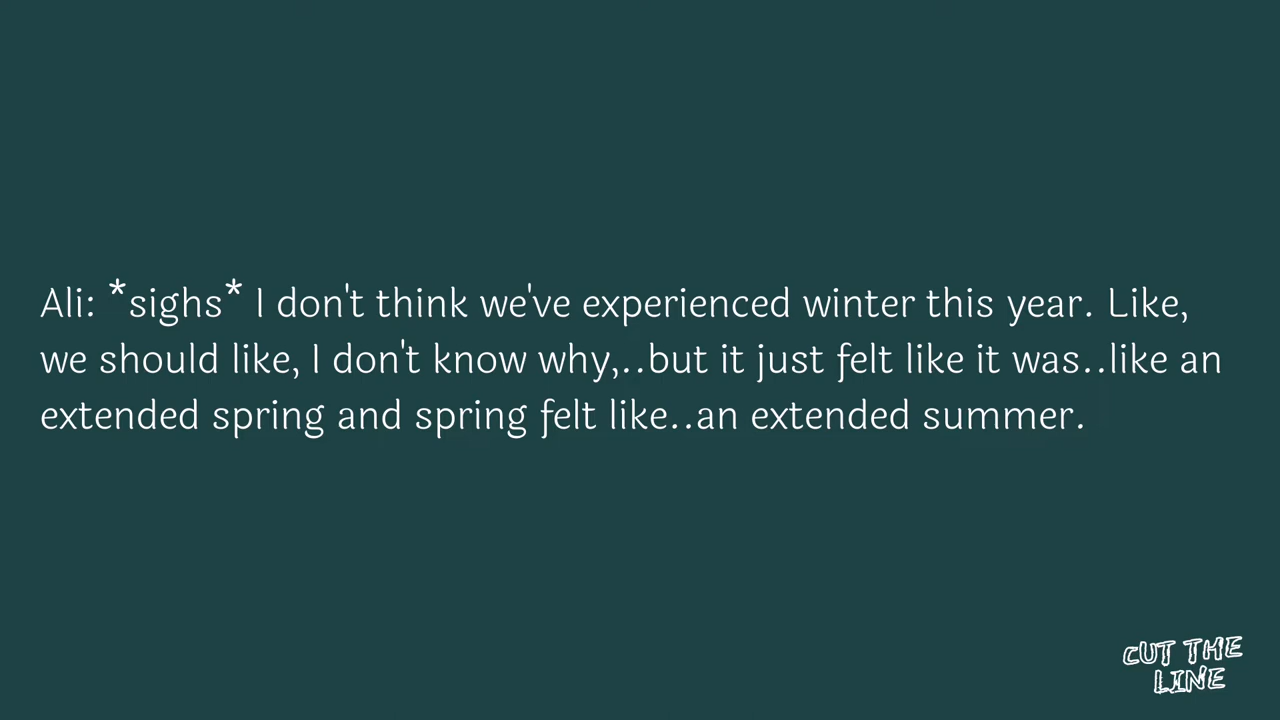 Ali: *sighs* I don't think we've experienced winter this year. Like,
we should like, I don't know why,..but it just felt like it was..like an
extended spring and spring felt like..an extended summer.
CUT THE
LINE